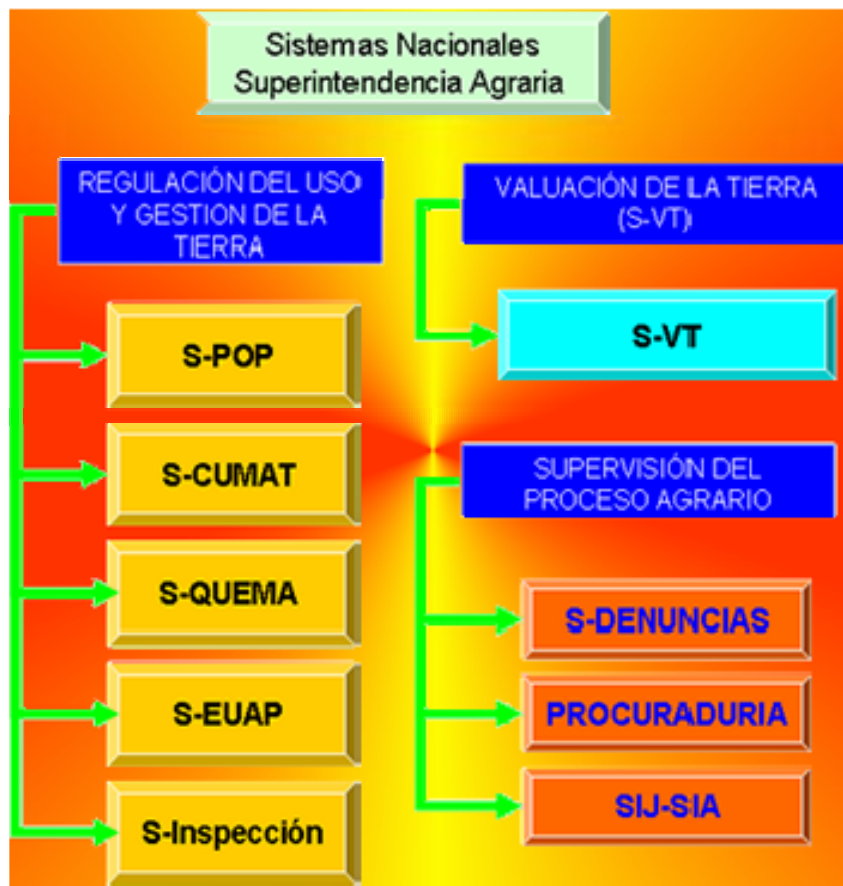 Sistemas Nacionales
Superintendencia Agraria
REGULACIÓN DEL USO
Y GESTION DE LA
TIERRA
S-POP
S-CUMAT
S-QUEMA
S-EUAP
S-Inspección
VALUACIÓN DE LA TIERRA
(S-VT)
S-VT
SUPERVISIÓN DEL
PROCESO AGRARIO
S-DENUNCIAS
PROCURADURIA
SIJ-SIA